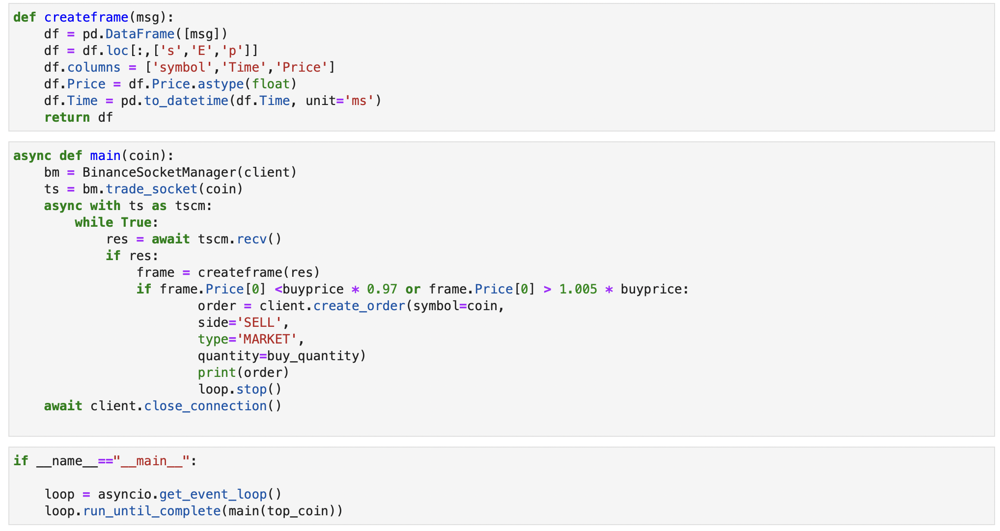 def createframe(msg):
    df = pd.DataFrame([msg])
    df = df.loc[:,['s','E','p']]
    df.columns = ['symbol','Time','Price']
    df.Price = df.Price.astype(float)
    df.Time = pd.to_datetime(df.Time, unit='ms')
    return df
async def main(coin):
    bm = BinanceSocketManager(client)
    ts = bm.trade_socket(coin)
    async with ts as tscm:
        while True:
            res = await tscm.recv()
            if res:
                frame = createframe(res)
                if frame.Price[0] <buyprice * 0.97 or frame.Price[0] > 1.005 * buyprice:
                        order = client.create_order(symbol=coin,
                        side='SELL',
                        type='MARKET',
                        quantity=buy_quantity)
                        print(order)
                        loop.stop()
    await client.close_connection()
if __name__=="__main__":
    loop = asyncio.get_event_loop()
    loop.run_until_complete(main(top_coin))